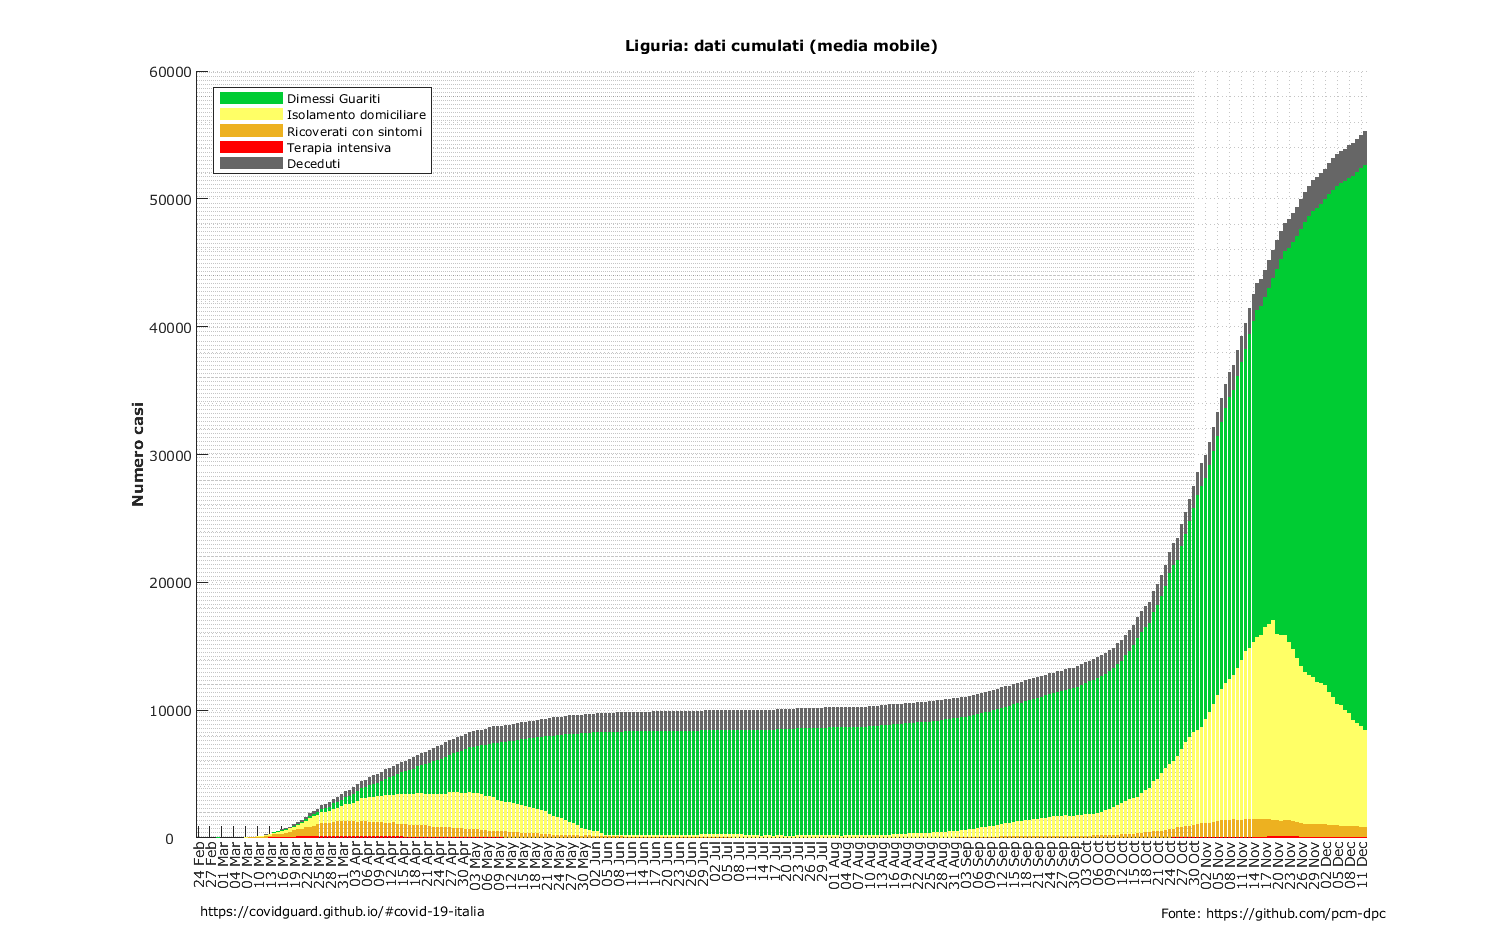 Liguria: dati cumulati (media mobile)
60000
50000
40000
30000
20000
10000
0
Numero casi
Dimessi Guariti
Isolamento domiciliare
Ricoverati con sintomi
Terapia intensiva
Deceduti
24 Feb
27 Feb
01 Mar
04 Mar
07 Mar
10 Mar
13 Mar
16 Mar
19 Mar
22 Mar
25 Mar
28 Mar
31 Mar
03 Apr
06 Apr
09 Apr
12 Apr
15 Apr
18 Apr
21 Apr
24 Apr
27 Apr
30 Apr
03 May
06 May
09 May
12 May
15 May
18 May
21 May
24 May
27 May
30 May
02 Jun
05 Jun
08 Jun
11 Jun
14 Jun
17 Jun
20 Jun
23 Jun
26 Jun
29 Jun
02 Jul
05 Jul
08 Jul
11 Jul
14 Jul
17 Jul
20 Jul
23 Jul
26 Jul
29 Jul
01 Aug
04 Aug
07 Aug
10 Aug
13 Aug
16 Aug
19 Aug
22 Aug
25 Aug
28 Aug
31 Aug
03 Sep
06 Sep
09 Sep
12 Sep
15 Sep
18 Sep
21 Sep
24 Sep
27 Sep
30 Sep
03 Oct
06 Oct
09 Oct
12 Oct
15 Oct
18 Oct
21 Oct
24 Oct
27 Oct
30 Oct
02 Nov
05 Nov
08 Nov
11 Nov
14 Nov
17 Nov
20 Nov
23 Nov
26 Nov
29 Nov
02 Dec
05 Dec
08 Dec
11 Dec
https://covidguard.github.io/#covid-19-italia
Fonte: https://github.com/pcm-dpc